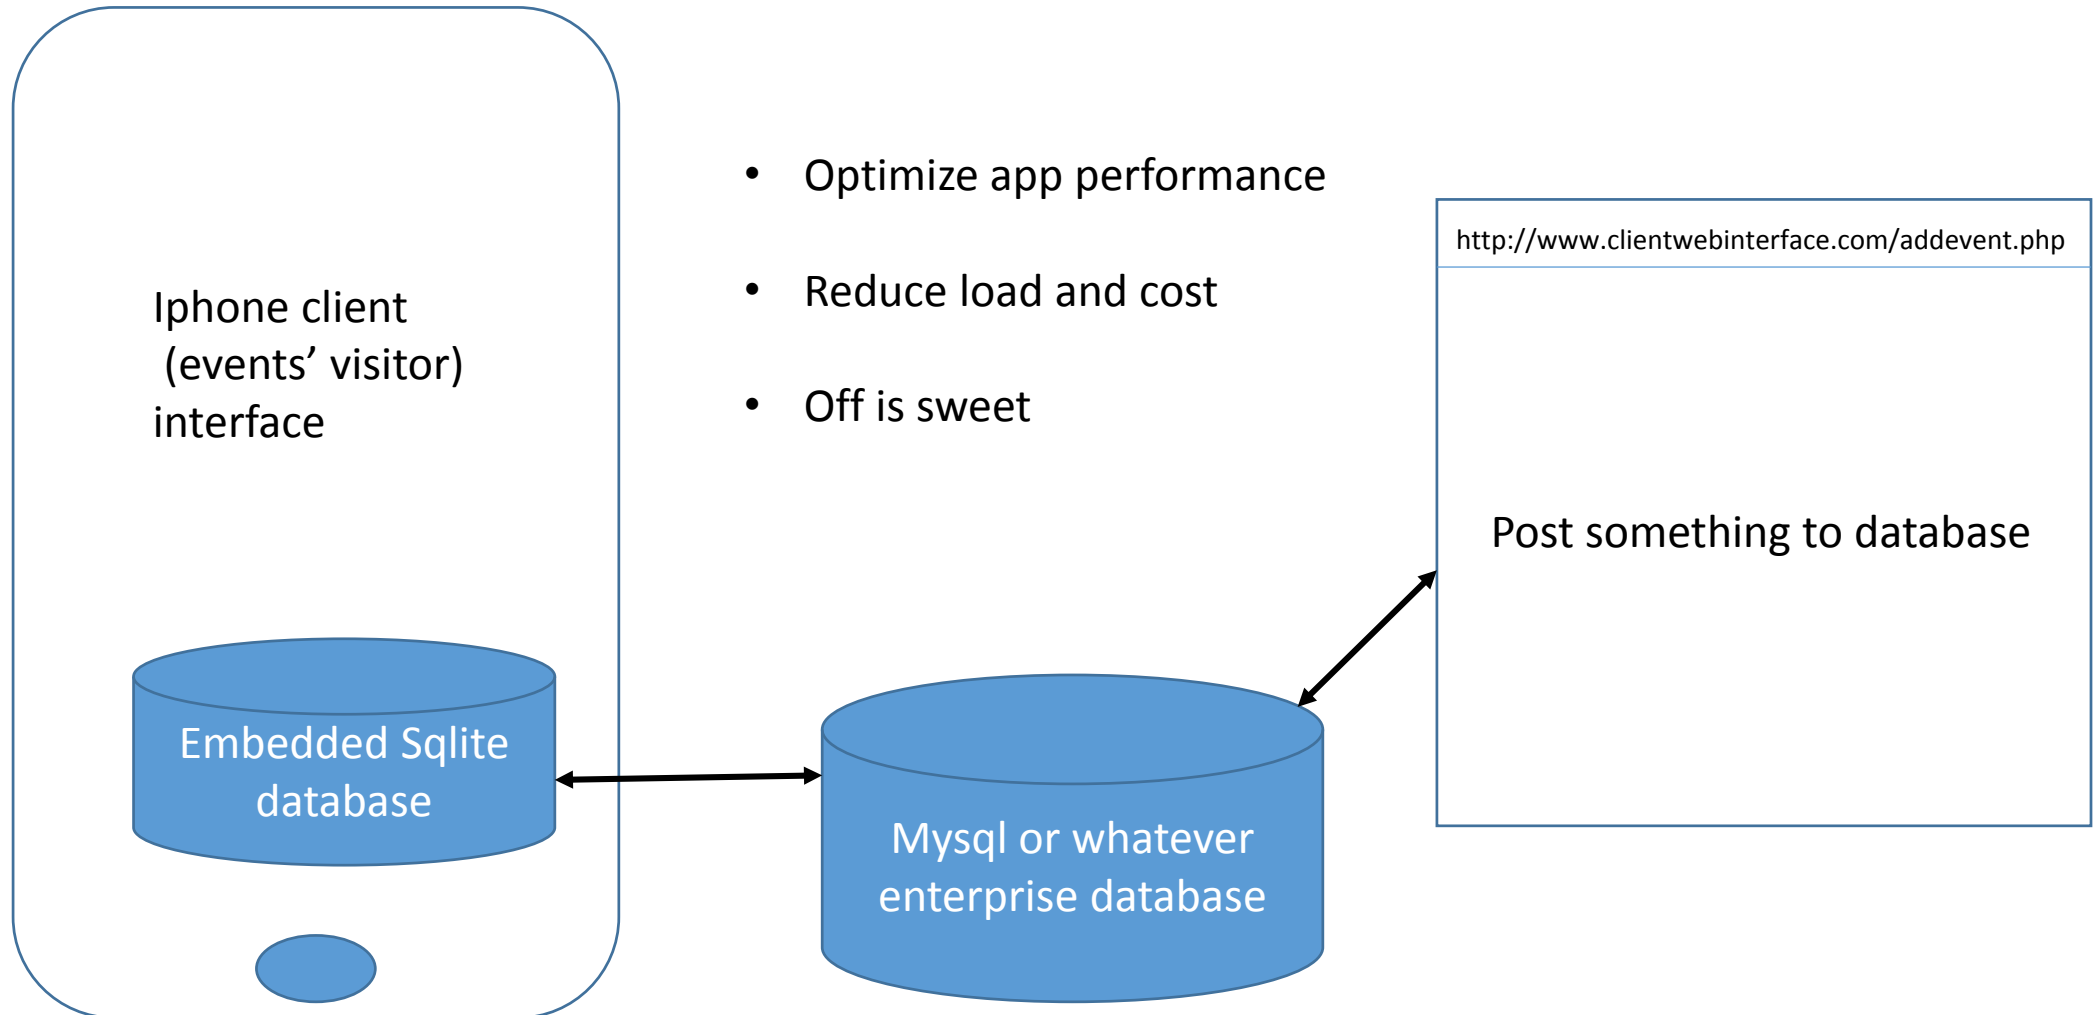 Iphone client
(events’ visitor)
interface
Embedded Sqlite
database
• Optimize app performance
• Reduce load and cost
• Off is sweet
Mysql or whatever
enterprise database
http://www.clientwebinterface.com/addevent.php
Post something to database